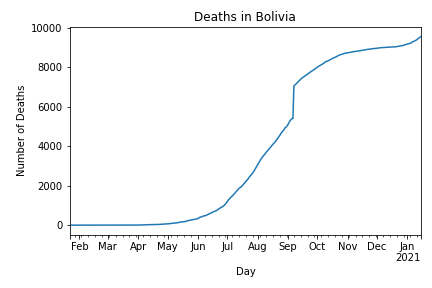 Deaths in Bolivia
10000
8000
6000
4000
2000
0
Number of Deaths
Feb Mar Apr May Jun Jul Aug Sep Oct Nov Dec Jan
2021
Day